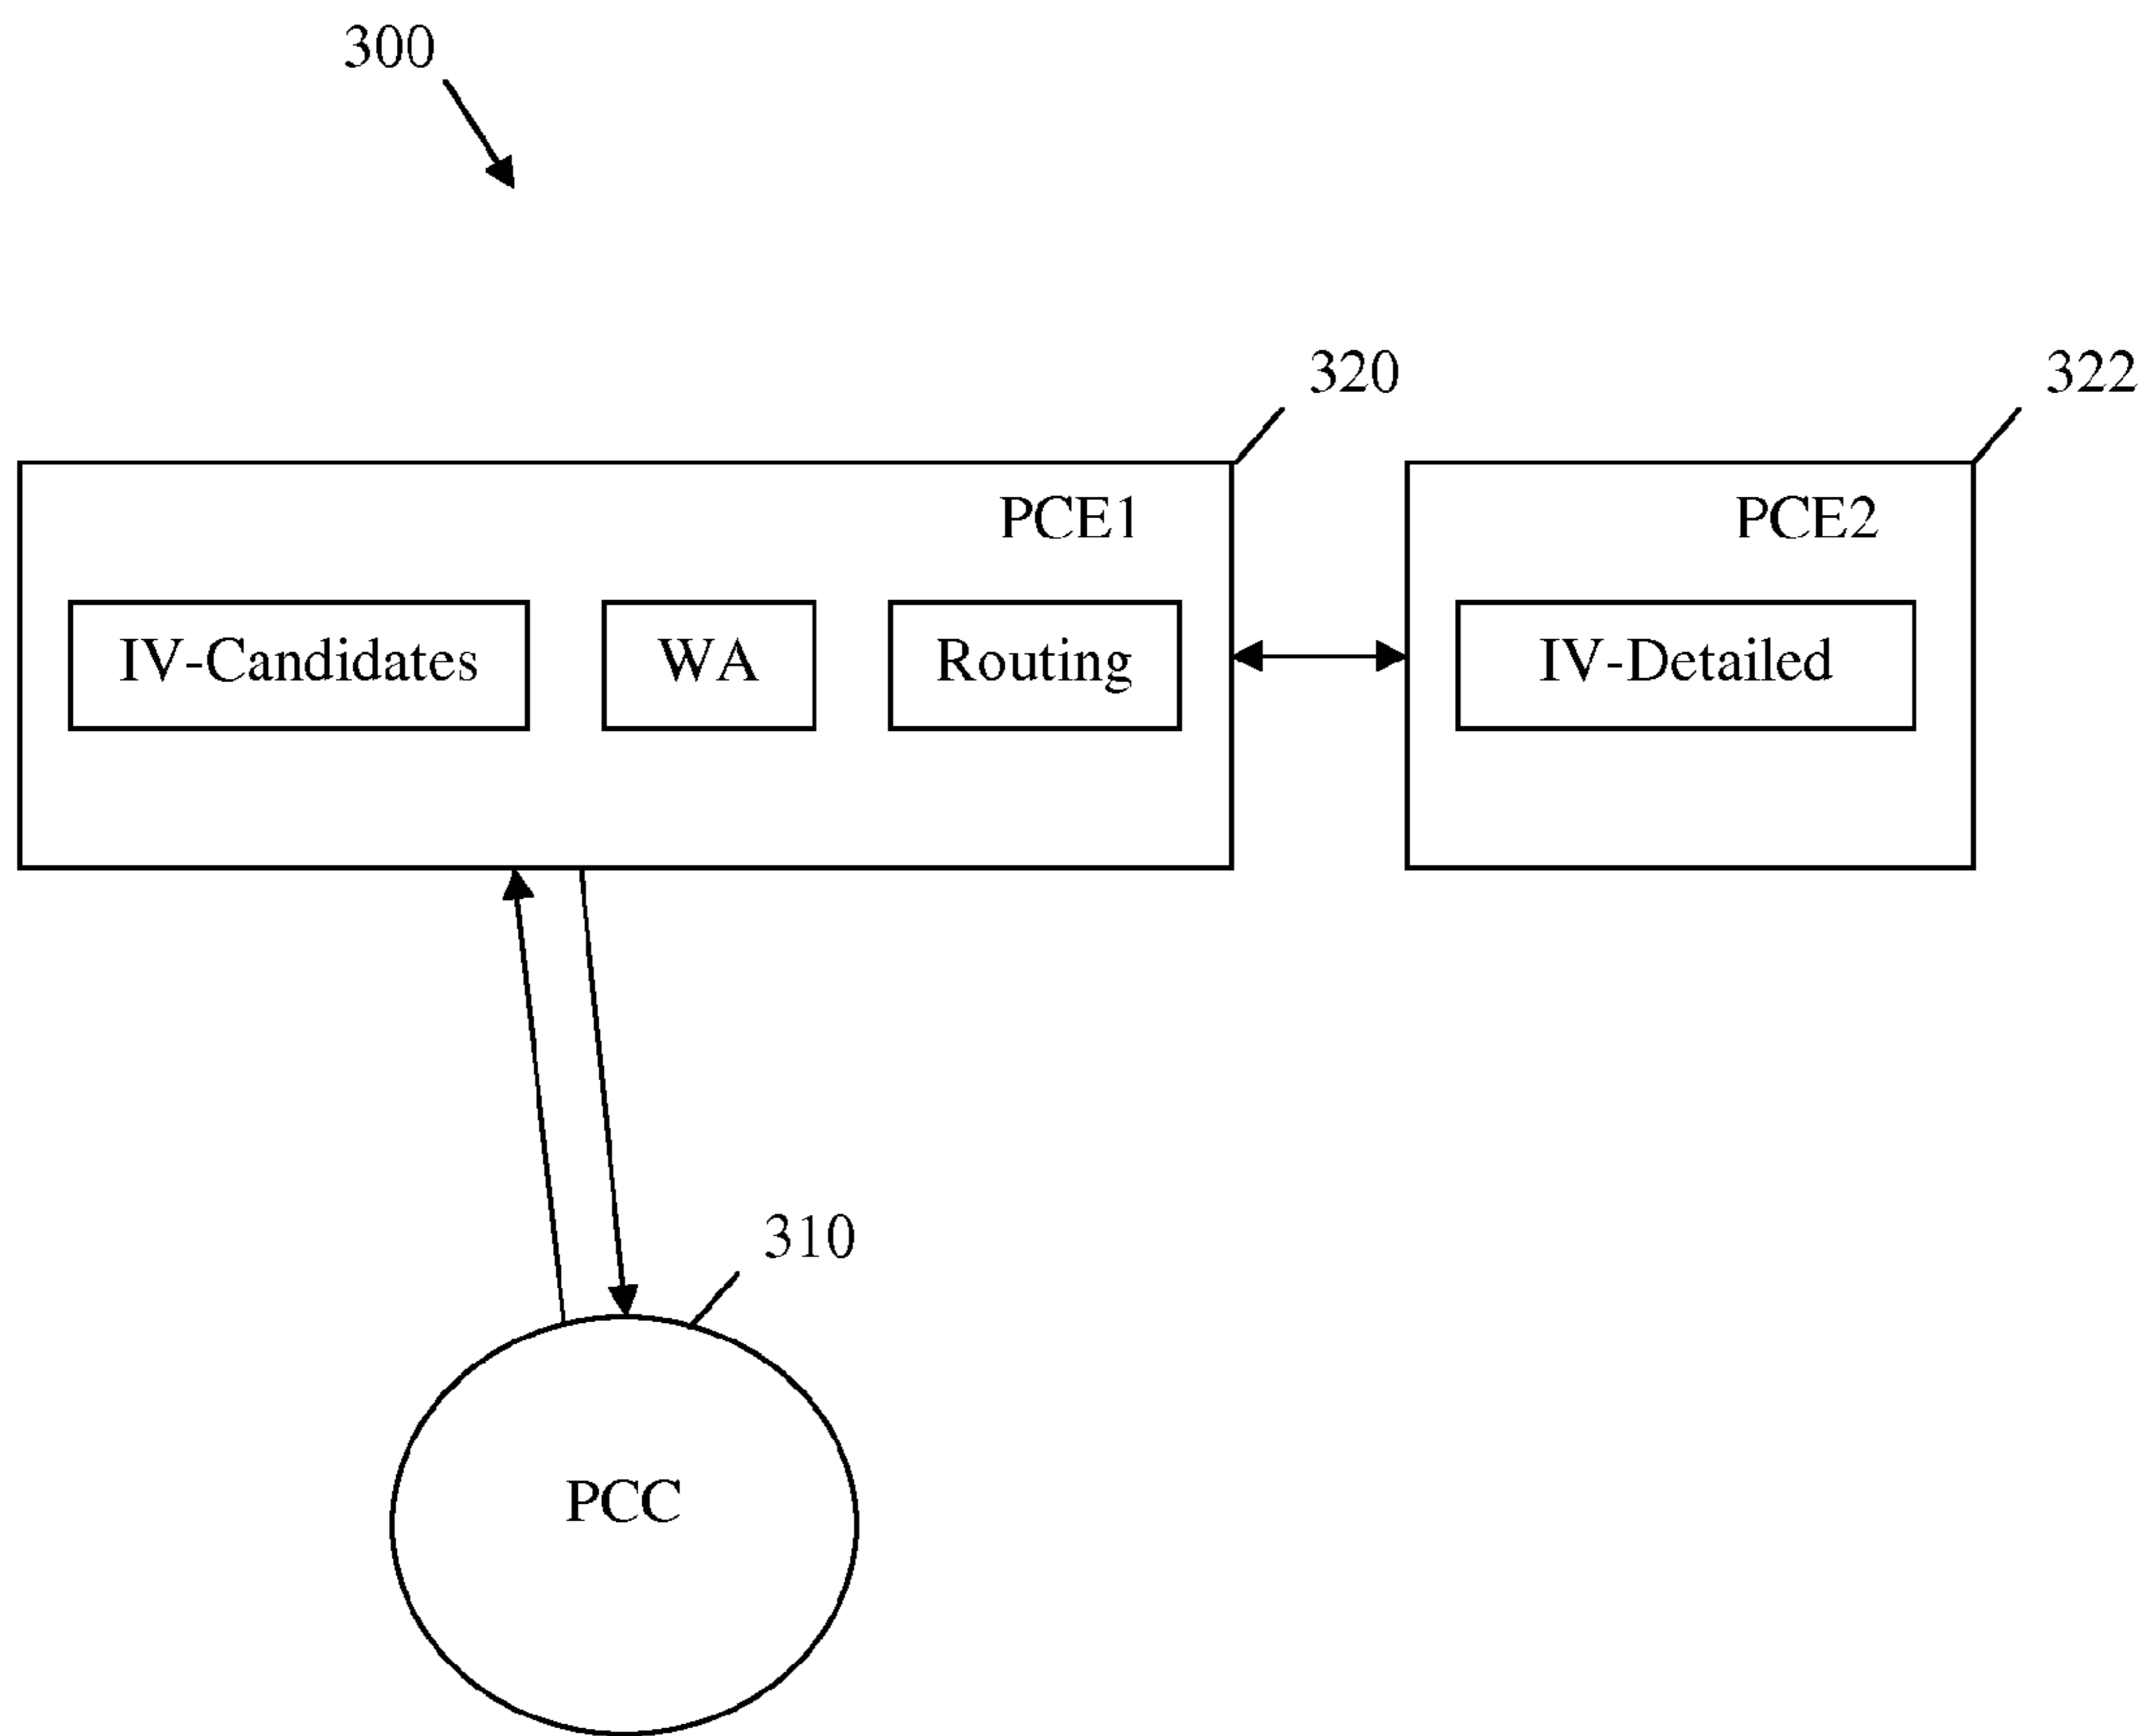 300
320
322
PCE1
PCE2
IV-Candidates
WA
Routing
IV-Detailed
310
PCC